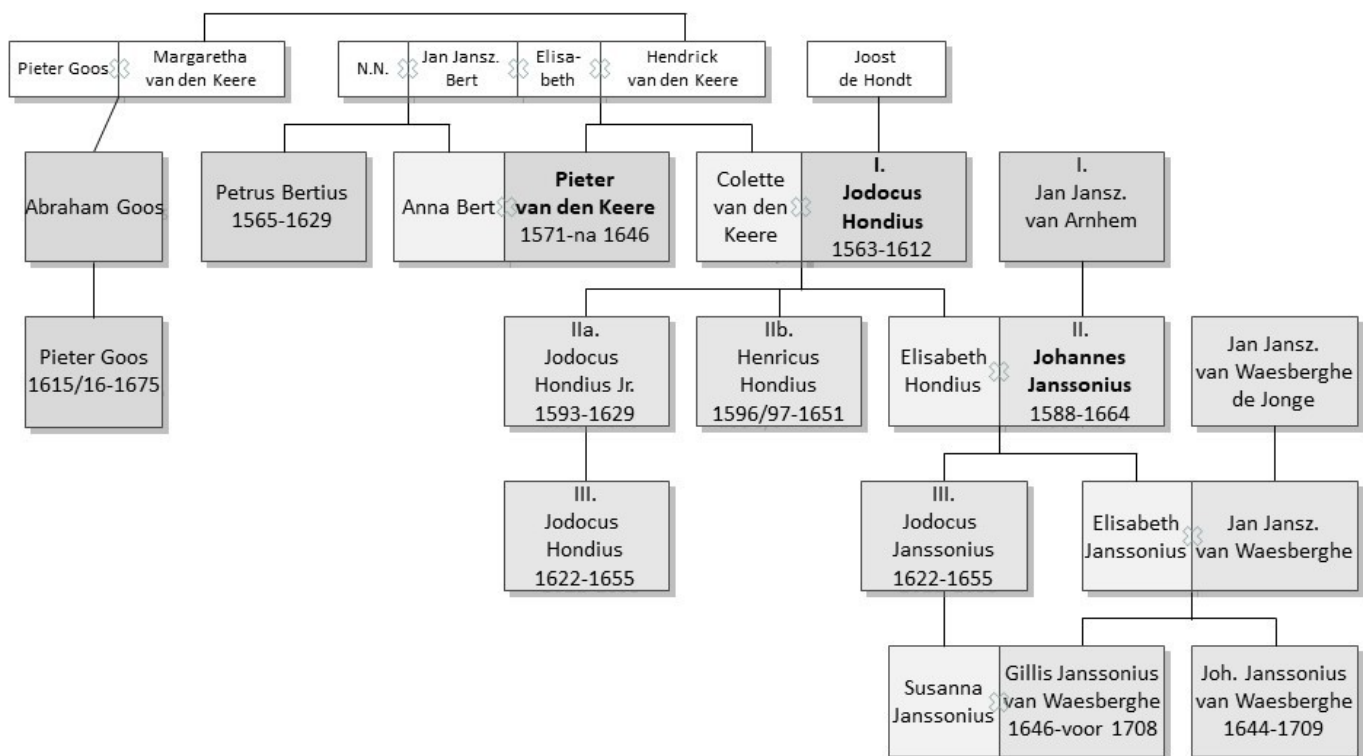 Pieter Goos
Margaretha
van den Keere
N.N.
Jan Jansz.
Bert
Elisa-
beth
Hendrick
van den Keere
Joost
de Hondt
Abraham Goos
Petrus Bertius
1565-1629
Anna Bert
Pieter
van den Keere
1571-na 1646
Colette
van den
Keere
I.
Jodocus
Hondius
1563-1612
I.
Jan Jansz.
van Arnhem
Pieter Goos
1615/16-1675
IIa.
Jodocus
Hondius Jr.
1593-1629
IIb.
Henricus
Hondius
1596/97-1651
Elisabeth
Hondius
II.
Johannes
Janssonius
1588-1664
Jan Jansz.
van Waesberghe
de Jonge
III.
Jodocus
Hondius
1622-1655
III.
Jodocus
Janssonius
1622-1655
Elisabeth
Janssonius
Jan Jansz.
van Waesberghe
Susanna
Janssonius
Gillis Janssonius
van Waesberghe
1646-voor 1708
Joh. Janssonius
van Waesberghe
1644-1709